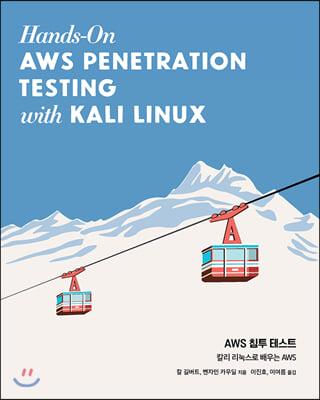 Hands-On
AWS PENETRATION
TESTING
with KALI LINUX
AWS 침투 테스트
칼리 리눅스로 배우는 AWS
칼 길버트, 벤자민 카우딜 지음 이진호, 이여름 옮김